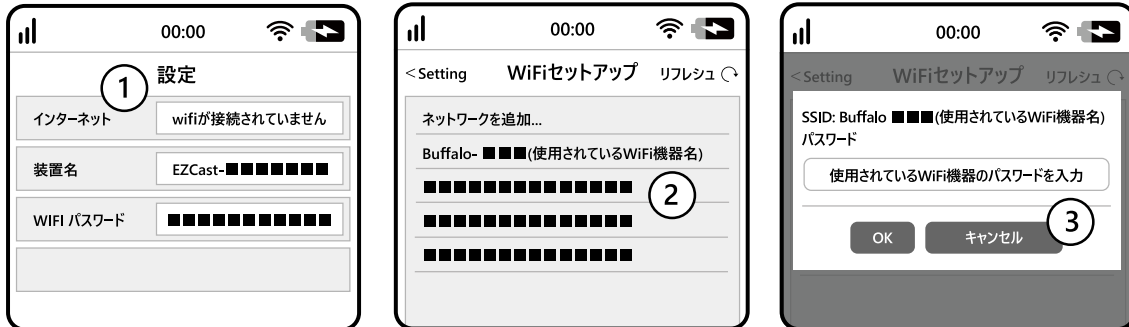 00:00
設定
①
インターネット wifiが接続されていません
装置名 EZCast-■■■■■■■
WIFI パスワード ■■■■■■■■■■■
00:00
<Setting WiFiセットアップ リフレシュ
ネットワークを追加...
Buffalo- ■■■(使用されているWiFi機器名)
■■■■■■■■■■■■■
②
■■■■■■■■■■■■■
■■■■■■■■■■■■■
00:00
<Setting WiFiセットアップ リフレシュ
SSID: Buffalo ■■■(使用されているWiFi機器名)
パスワード
使用されているWiFi機器のパスワードを入力
③
OK キャンセル